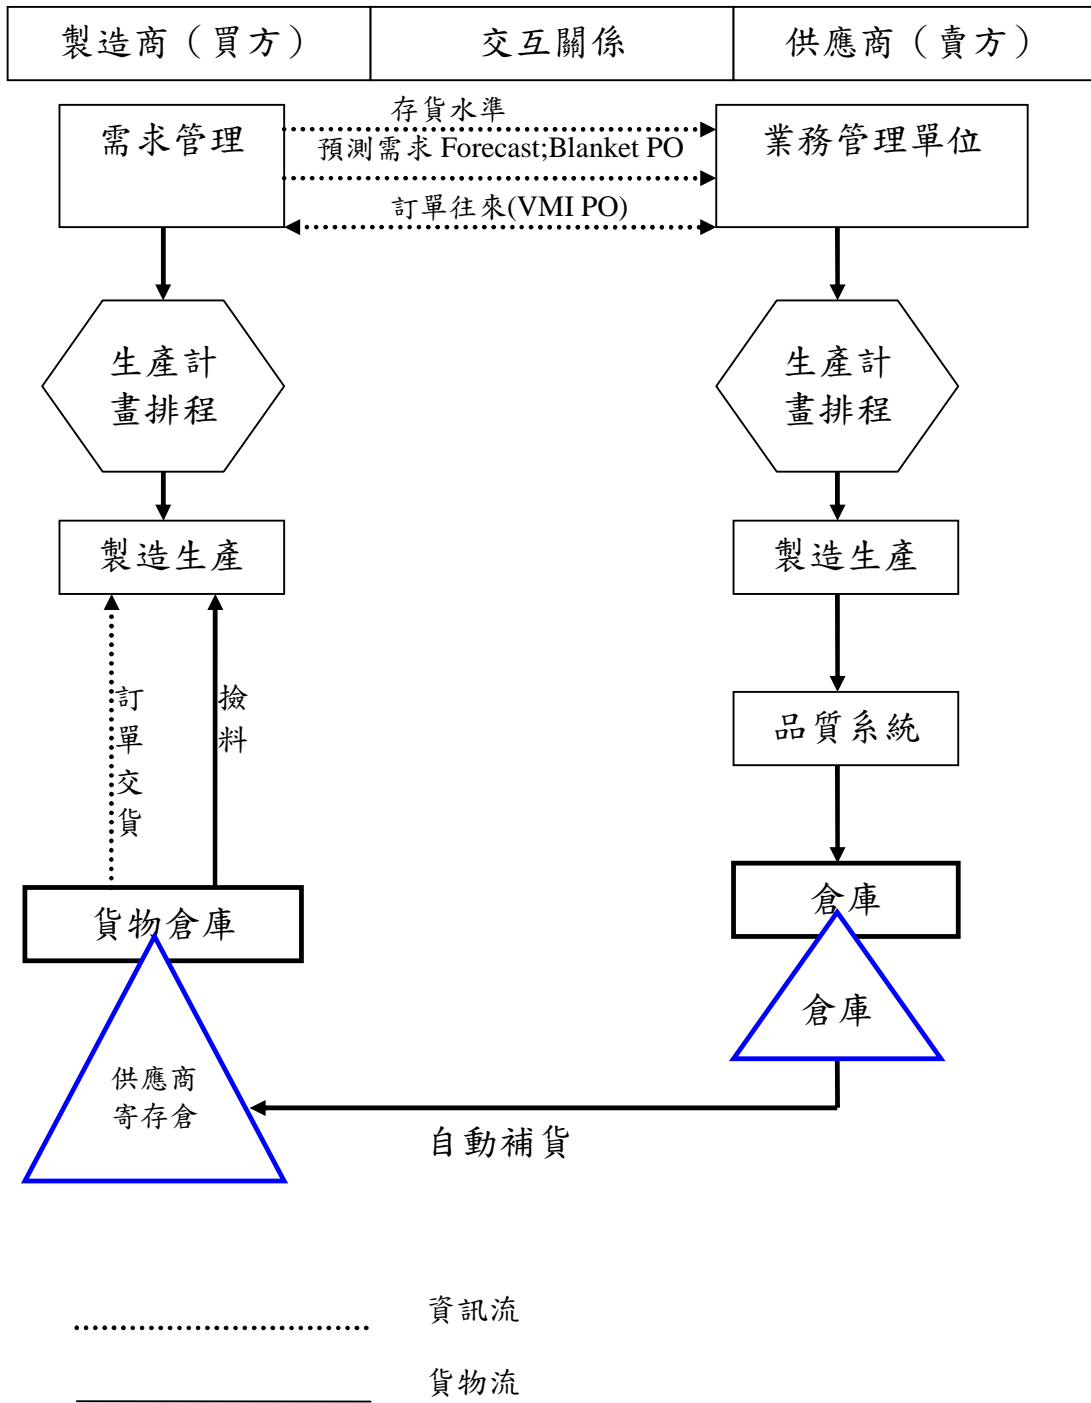 製造商（買方）
交互關係
供應商（賣方）
需求管理
存貨水準
預測需求 Forecast;Blanket PO
訂單往來(VMI PO)
業務管理單位
生產計
畫排程
生產計
畫排程
製造生產
製造生產
訂單交貨
撿料
品質系統
貨物倉庫
倉庫
倉庫
供應商
寄存倉
自動補貨
資訊流
貨物流